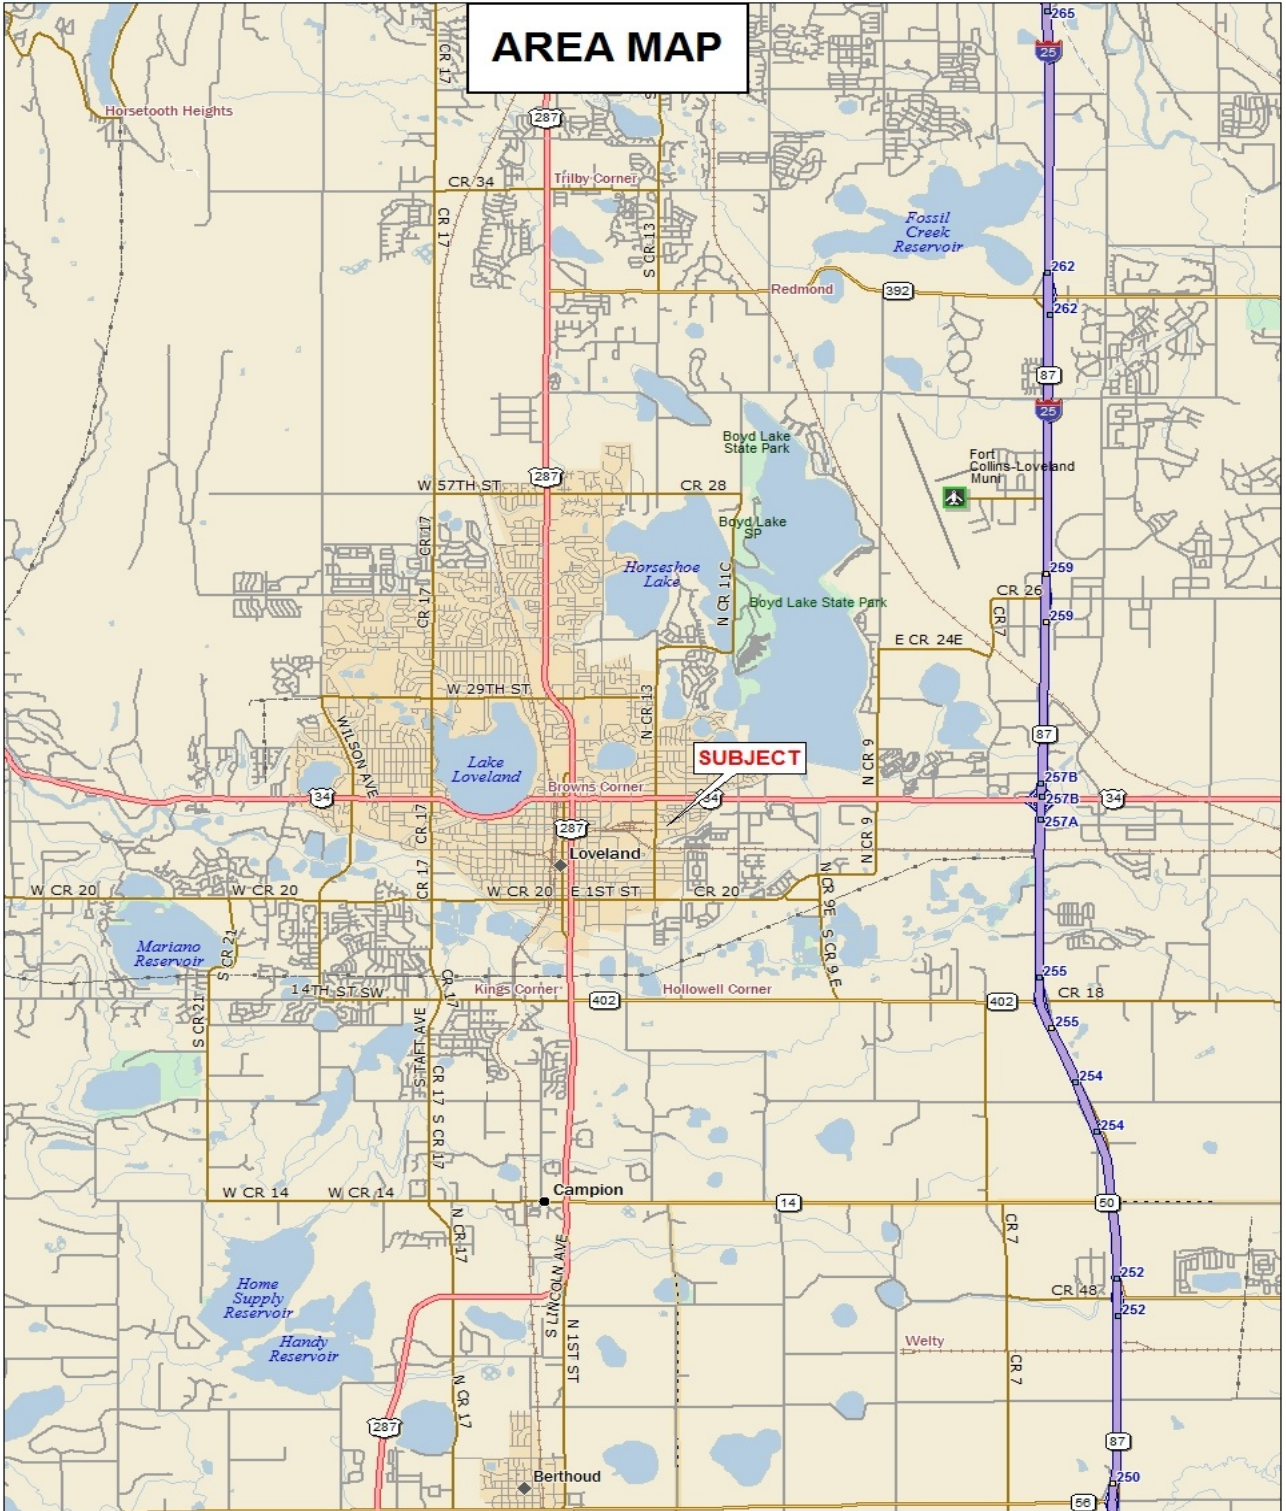 265
AREA MAP
25
CR 17
Horsetooth Heights
287
CR 34
Trilby Corner
CR 17
S CR 13
Fossil
Creek
Reservoir
262
Redmond
392
262
87
25
Boyd Lake
State Park
Fort
Collins-Loveland
Muni
287
W 57TH ST
CR 28
Boyd Lake
SP
CR 17
Horseshoe
Lake
259
CR 26
CR 17
N CR 11C
Boyd Lake State Park
CR 7
259
E CR 24E
W 29TH ST
N CR 13
WILSON AVE
87
SUBJECT
Lake
Loveland
N CR 9
257B
Browns Corner
34
34
257B
34
257A
CR 17
287
N CR 9
Loveland
CR 17
W CR 20
W CR 20
W CR 20
E 1ST ST
CR 20
N CR 9E
S CR 9E
Mariano
Reservoir
S CR 21
255
CR 17
14TH ST SW
Kings Corner
Hollowell Corner
402
402
CR 18
S CR 21
S TAFT AVE
255
254
CR 17
S CR 17
254
W CR 14
W CR 14
Campion
14
50
N CR 17
CR 7
S LINCOLN AVE
252
Home
Supply
Reservoir
CR 48
252
Handy
Reservoir
N 1ST ST
Welty
CR 7
N CR 17
287
87
Berthoud
250
56